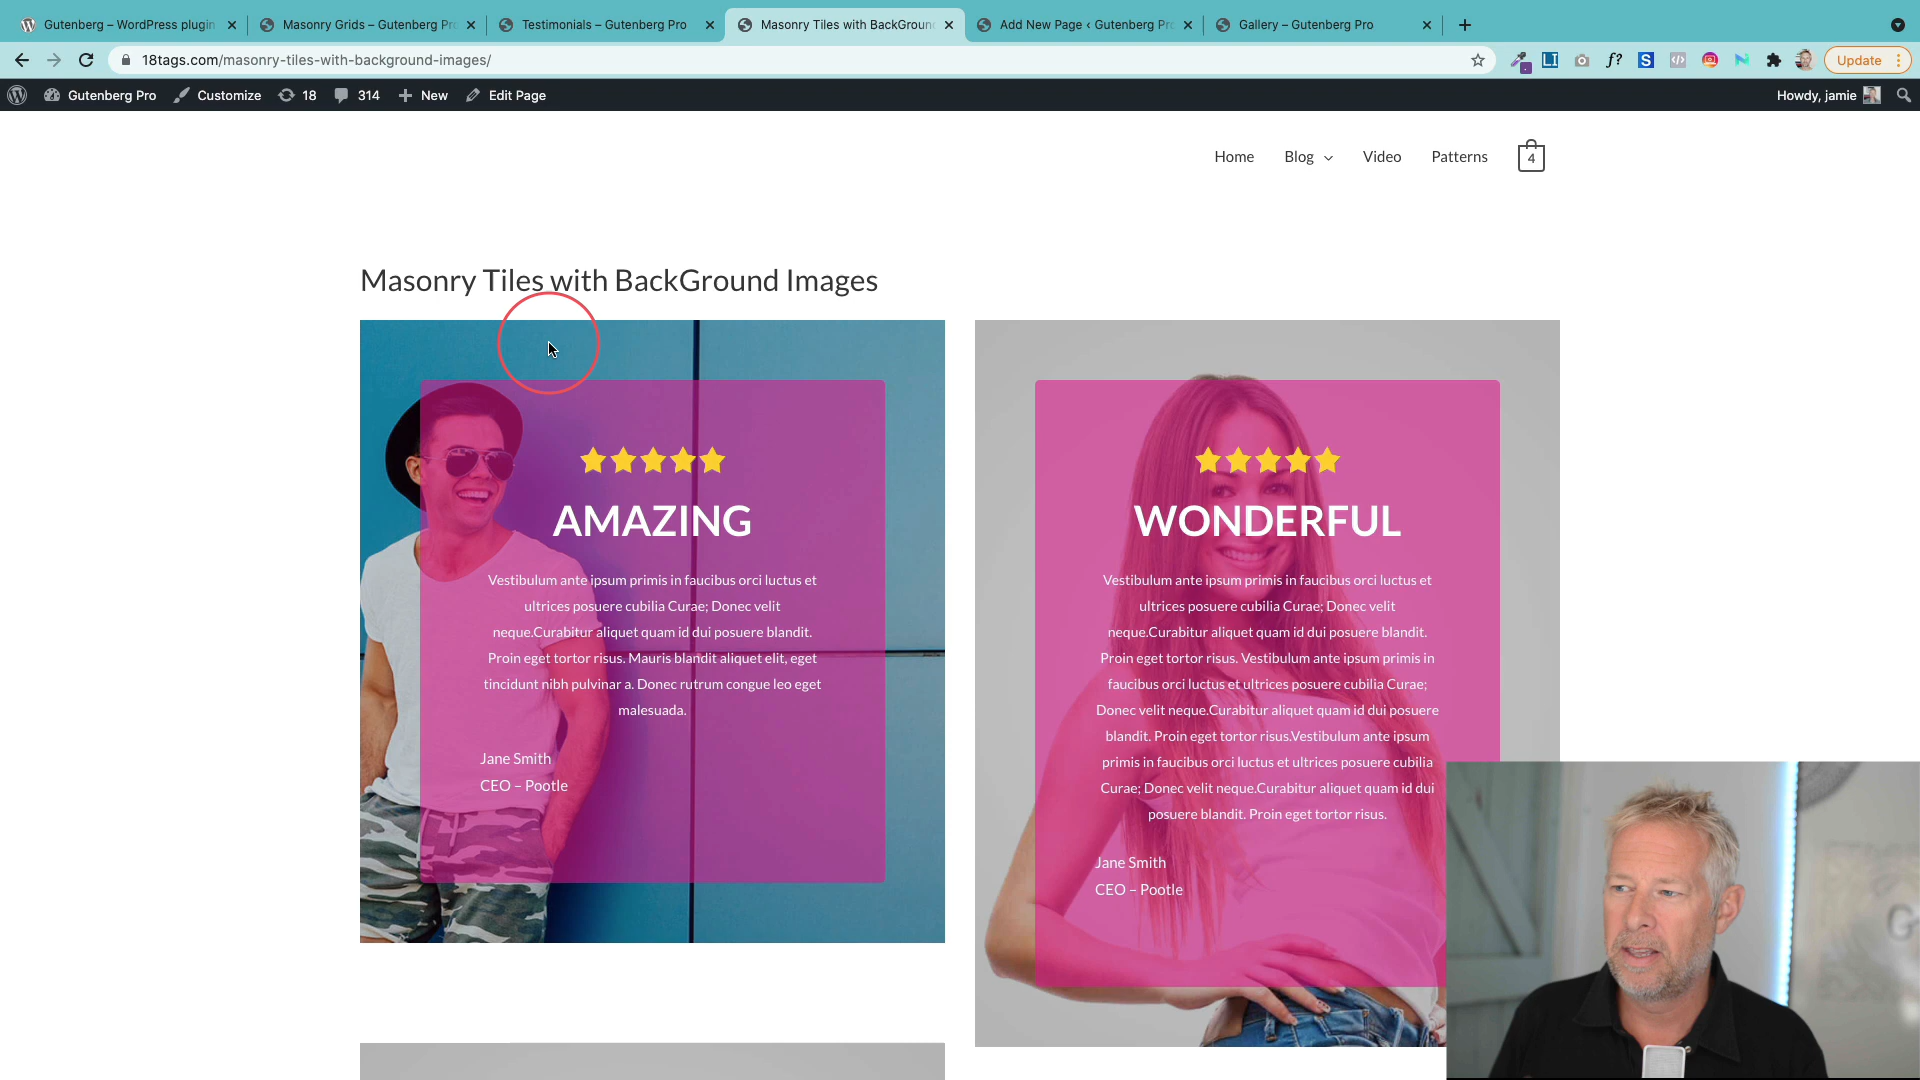 Gutenberg – WordPress plugin
Masonry Grids – Gutenberg Pr
Testimonials – Gutenberg Pro
Masonry Tiles with BackGroun
Add New Page ‹ Gutenberg Pr
Gallery – Gutenberg Pro
18tags.com/masonry-tiles-with-background-images/
f?
S
Update
Gutenberg Pro
Customize
18
314
New
Edit Page
Howdy, jamie
Home
Blog
Video
Patterns
4
Masonry Tiles with BackGround Images
AMAZING
Vestibulum ante ipsum primis in faucibus orci luctus et
ultrices posuere cubilia Curae; Donec velit
neque.Curabitur aliquet quam id dui posuere blandit.
Proin eget tortor risus. Mauris blandit aliquet elit, eget
tincidunt nibh pulvinar a. Donec rutrum congue leo eget
malesuada.
Jane Smith
CEO – Pootle
WONDERFUL
Vestibulum ante ipsum primis in faucibus orci luctus et
ultrices posuere cubilia Curae; Donec velit
neque.Curabitur aliquet quam id dui posuere blandit.
Proin eget tortor risus. Vestibulum ante ipsum primis in
faucibus orci luctus et ultrices posuere cubilia Curae;
Donec velit neque.Curabitur aliquet quam id dui posuere
blandit. Proin eget tortor risus.Vestibulum ante ipsum
primis in faucibus orci luctus et ultrices posuere cubilia
Curae; Donec velit neque.Curabitur aliquet quam id dui
posuere blandit. Proin eget tortor risus.
Jane Smith
CEO – Pootle